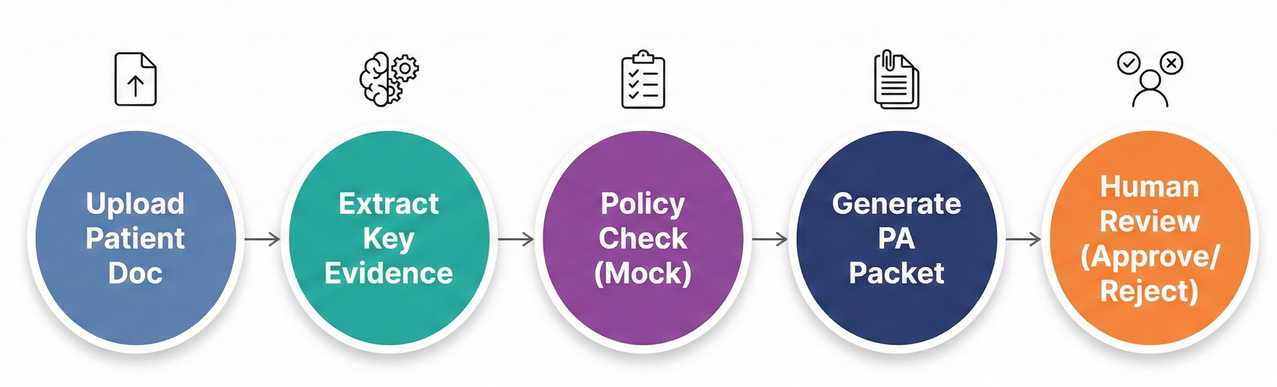 Upload
Patient
Doc
Extract
Key
Evidence
Policy
Check
(Mock)
Generate
PA
Packet
Human
Review
(Approve/
Reject)